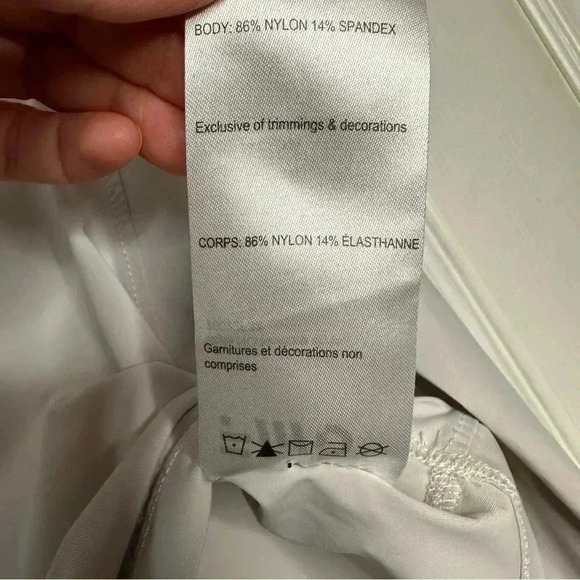 BODY: 86% NYLON 14% SPANDEX
Exclusive of trimmings & decorations
CORPS: 86% NYLON 14% ÉLASTHANNE
Garnitures et décorations non
comprises